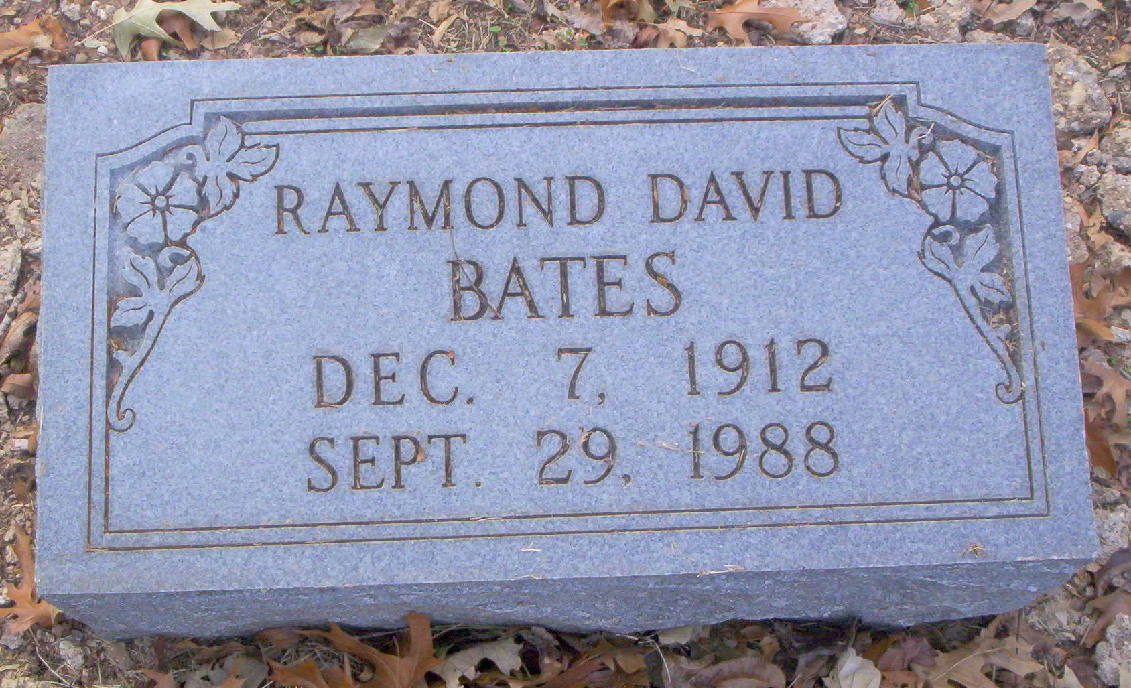 RAYMOND DAVID
BATES
DEC. 7, 1912
SEPT. 29, 1988